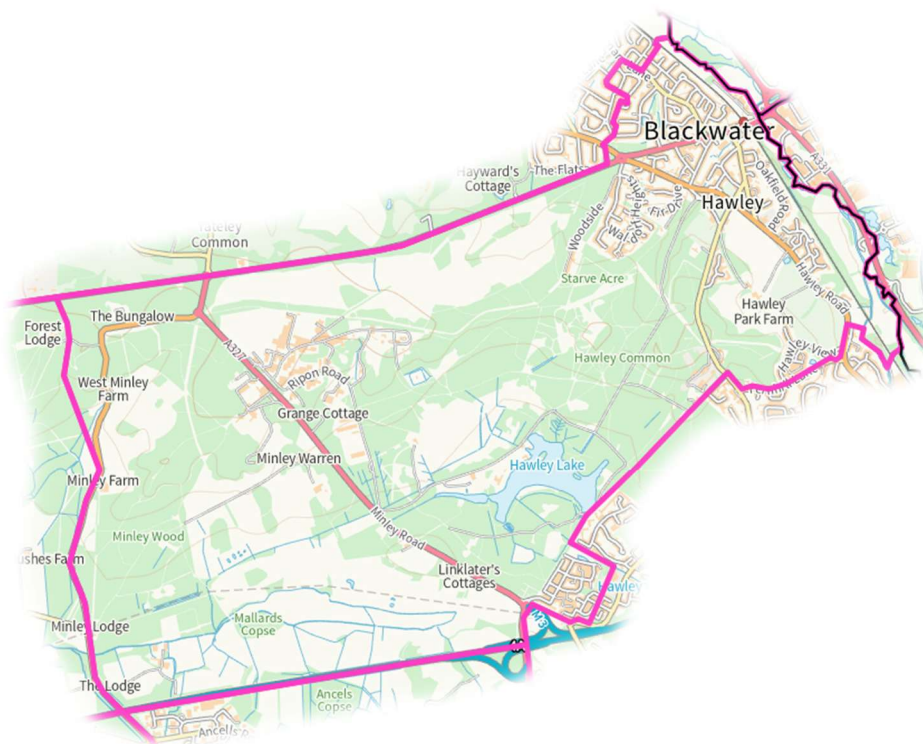 Blackwater
A331
Hayward's
Cottage
The Flats
Oakfield Road
Hawley
Fir Drive
Woodside
Common
Starve Acre
Hawley Road
The Bungalow
Forest
Lodge
Hawley
Park Farm
A327
Hawley Common
Ripon Road
West Minley
Farm
Grange Cottage
Minley Warren
Hawley Lake
Minley Farm
Minley Road
Minley Wood
Linklater's
Cottages
Hawley
M3
Minley Lodge
Mallards
Copse
The Lodge
Ancels
Copse